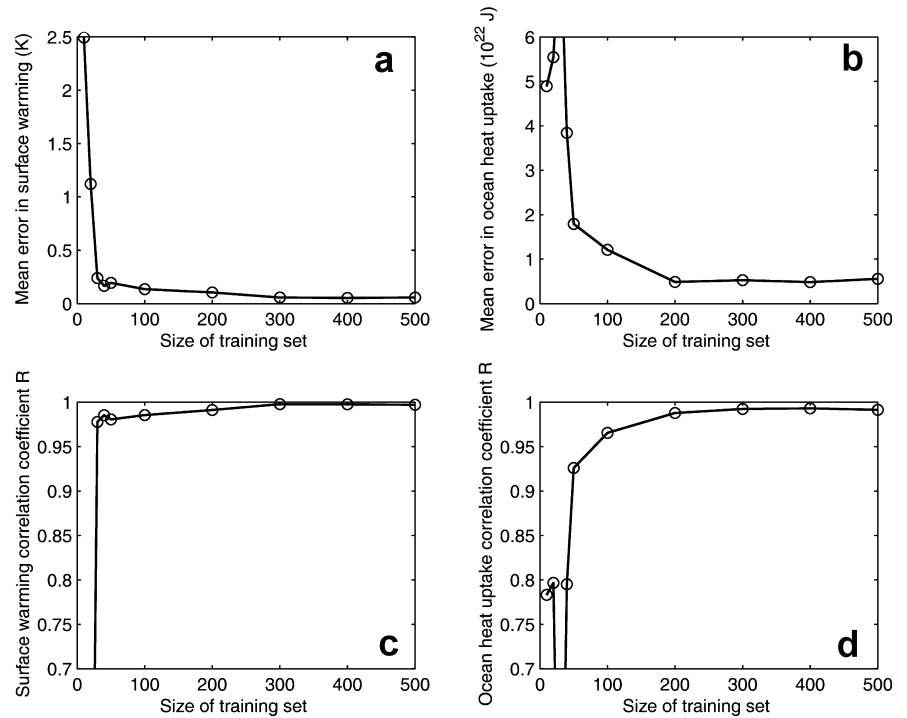 Mean error in surface warming (K)
2.5
2
1.5
1
0.5
0
a
0 100 200 300 400 500
Size of training set
Mean error in ocean heat uptake (10²² J)
6
5
4
3
2
1
0
b
0 100 200 300 400 500
Size of training set
Surface warming correlation coefficient R
1
0.95
0.9
0.85
0.8
0.75
0.7
c
0 100 200 300 400 500
Size of training set
Ocean heat uptake correlation coefficient R
1
0.95
0.9
0.85
0.8
0.75
0.7
d
0 100 200 300 400 500
Size of training set